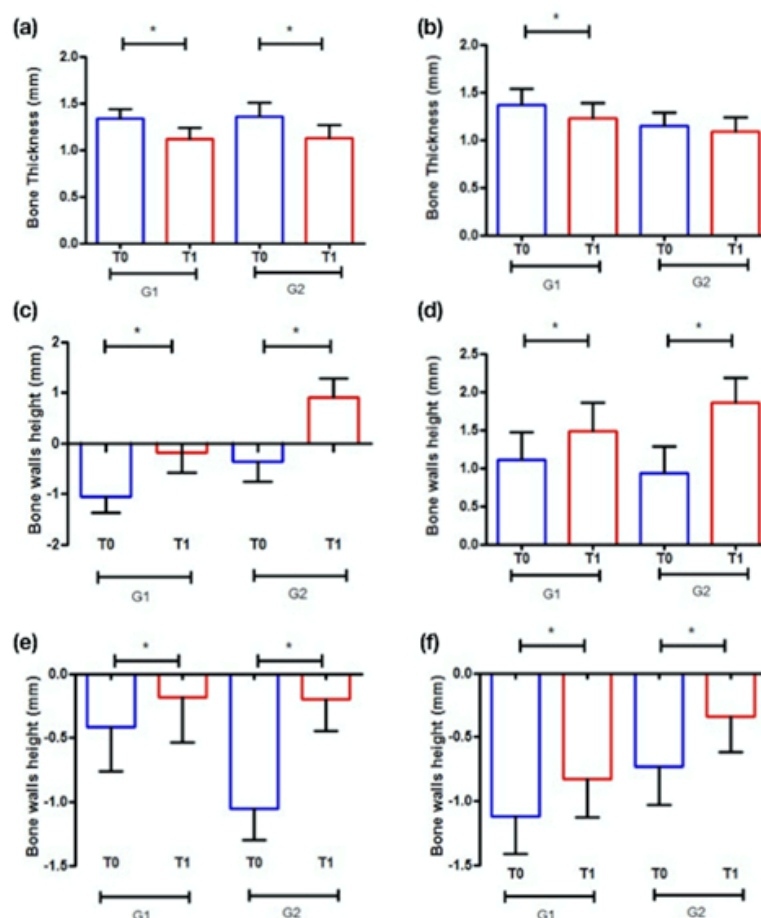 (a)
*
*
Bone Thickness (mm)
2.0
1.5
1.0
0.5
0.0
T0
T1
T0
T1
G1
G2
(b)
*
Bone Thickness (mm)
2.0
1.5
1.0
0.5
0.0
T0
T1
T0
T1
G1
G2
(c)
*
*
Bone walls height (mm)
2
1
0
-1
-2
T0
T1
T0
T1
G1
G2
(d)
*
*
Bone walls height (mm)
2.5
2.0
1.5
1.0
0.5
0.0
T0
T1
T0
T1
G1
G2
(e)
*
*
Bone walls height (mm)
0.0
-0.5
-1.0
-1.5
T0
T1
T0
T1
G1
G2
(f)
*
*
Bone walls height (mm)
0.0
-0.5
-1.0
-1.5
T0
T1
T0
T1
G1
G2